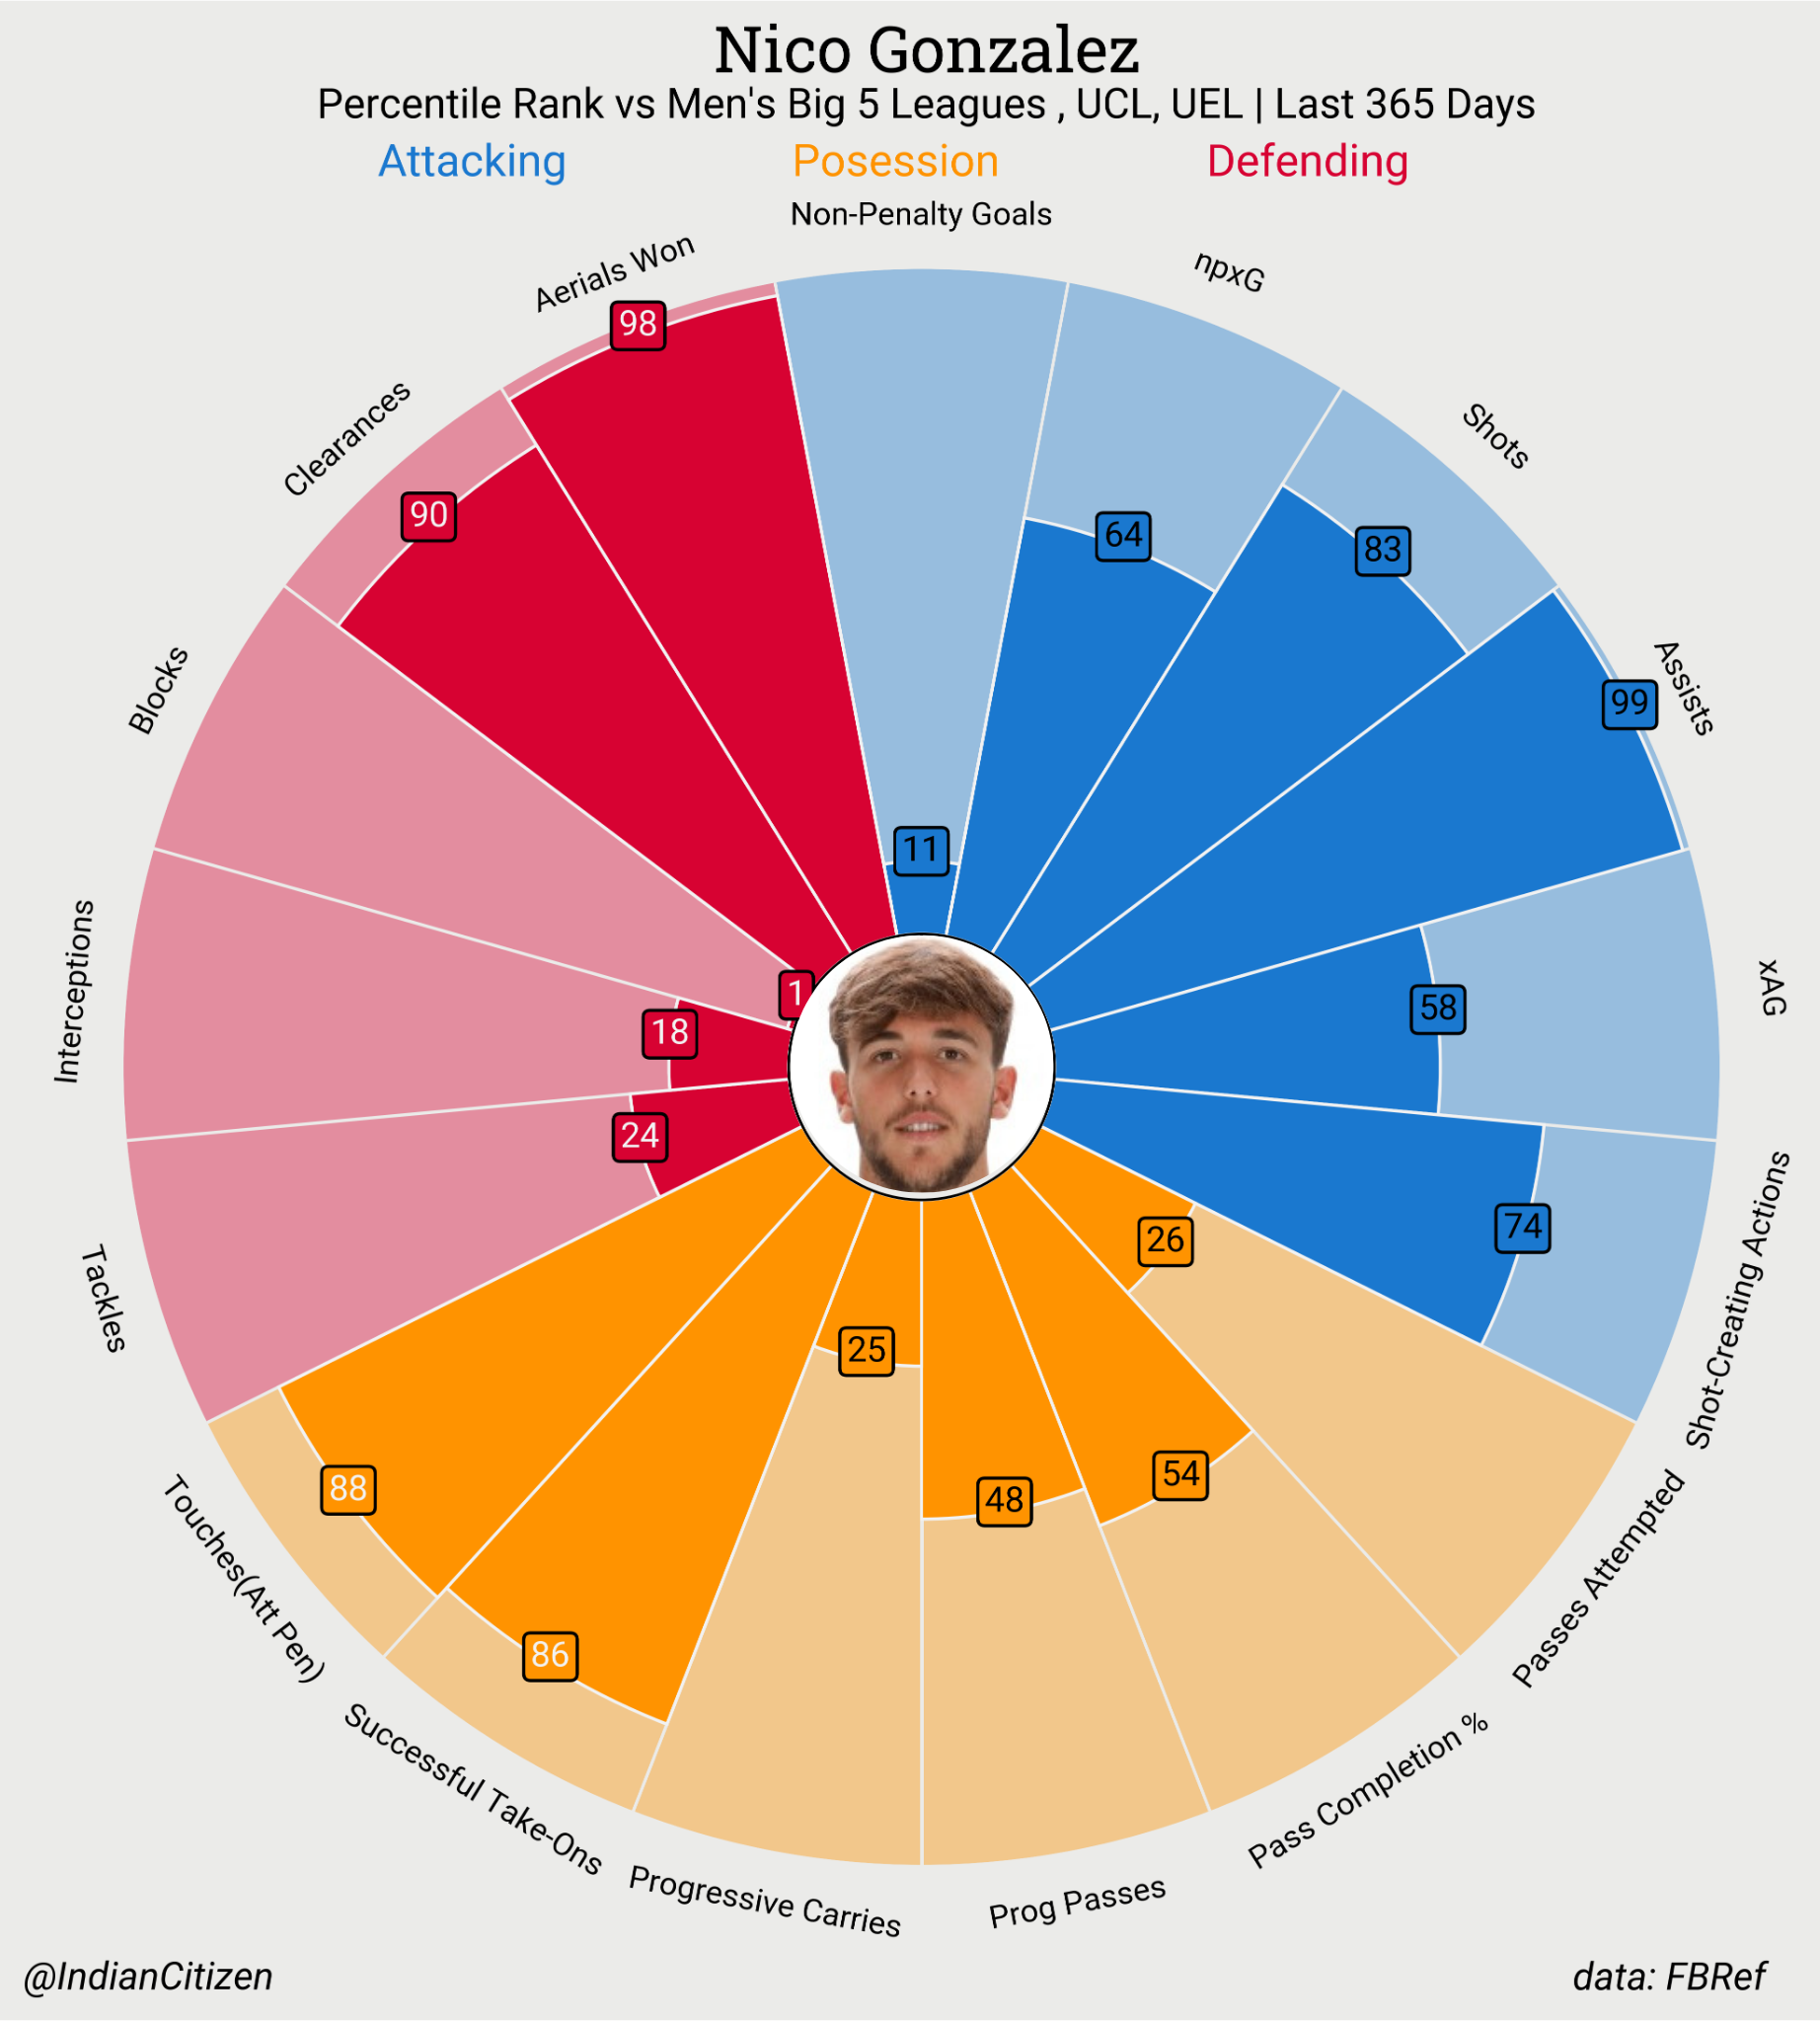 Nico Gonzalez
Percentile Rank vs Men's Big 5 Leagues , UCL, UEL | Last 365 Days
Attacking
Posession
Defending
Non-Penalty Goals
npxG
Shots
Assists
xAG
Shot-Creating Actions
Passes Attempted
Pass Completion %
Prog Passes
Progressive Carries
Successful Take-Ons
Touches(Att Pen)
Tackles
Interceptions
Blocks
Clearances
Aerials Won
11
64
83
99
58
74
26
54
48
25
86
88
24
18
1
90
98
@IndianCitizen
data: FBRef